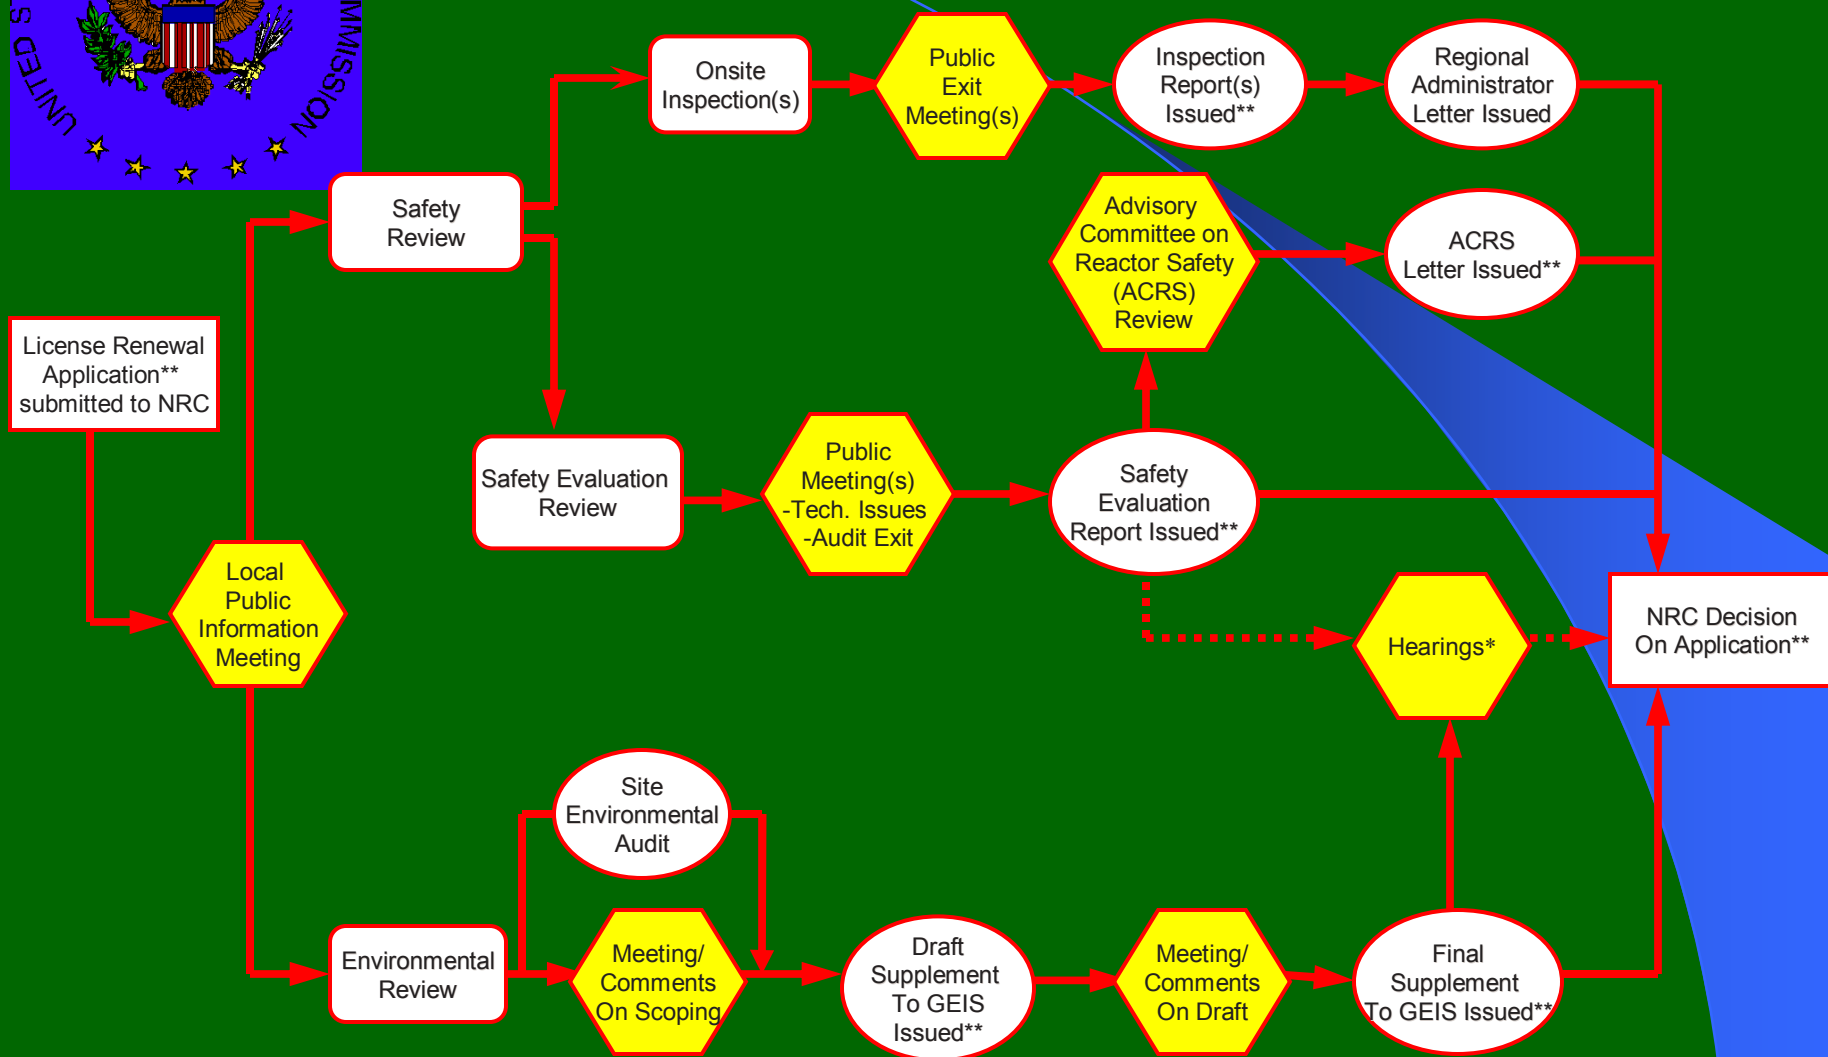 UNITED S
MMISSION
Onsite
Inspection(s)
Public
Exit
Meeting(s)
Inspection
Report(s)
Issued**
Regional
Administrator
Letter Issued
Safety
Review
Advisory
Committee on
Reactor Safety
(ACRS)
Review
ACRS
Letter Issued**
License Renewal
Application**
submitted to NRC
Safety Evaluation
Review
Public
Meeting(s)
-Tech. Issues
-Audit Exit
Safety
Evaluation
Report Issued**
Local
Public
Information
Meeting
Hearings*
NRC Decision
On Application**
Site
Environmental
Audit
Environmental
Review
Meeting/
Comments
On Scoping
Draft
Supplement
To GEIS
Issued**
Meeting/
Comments
On Draft
Final
Supplement
To GEIS Issued**